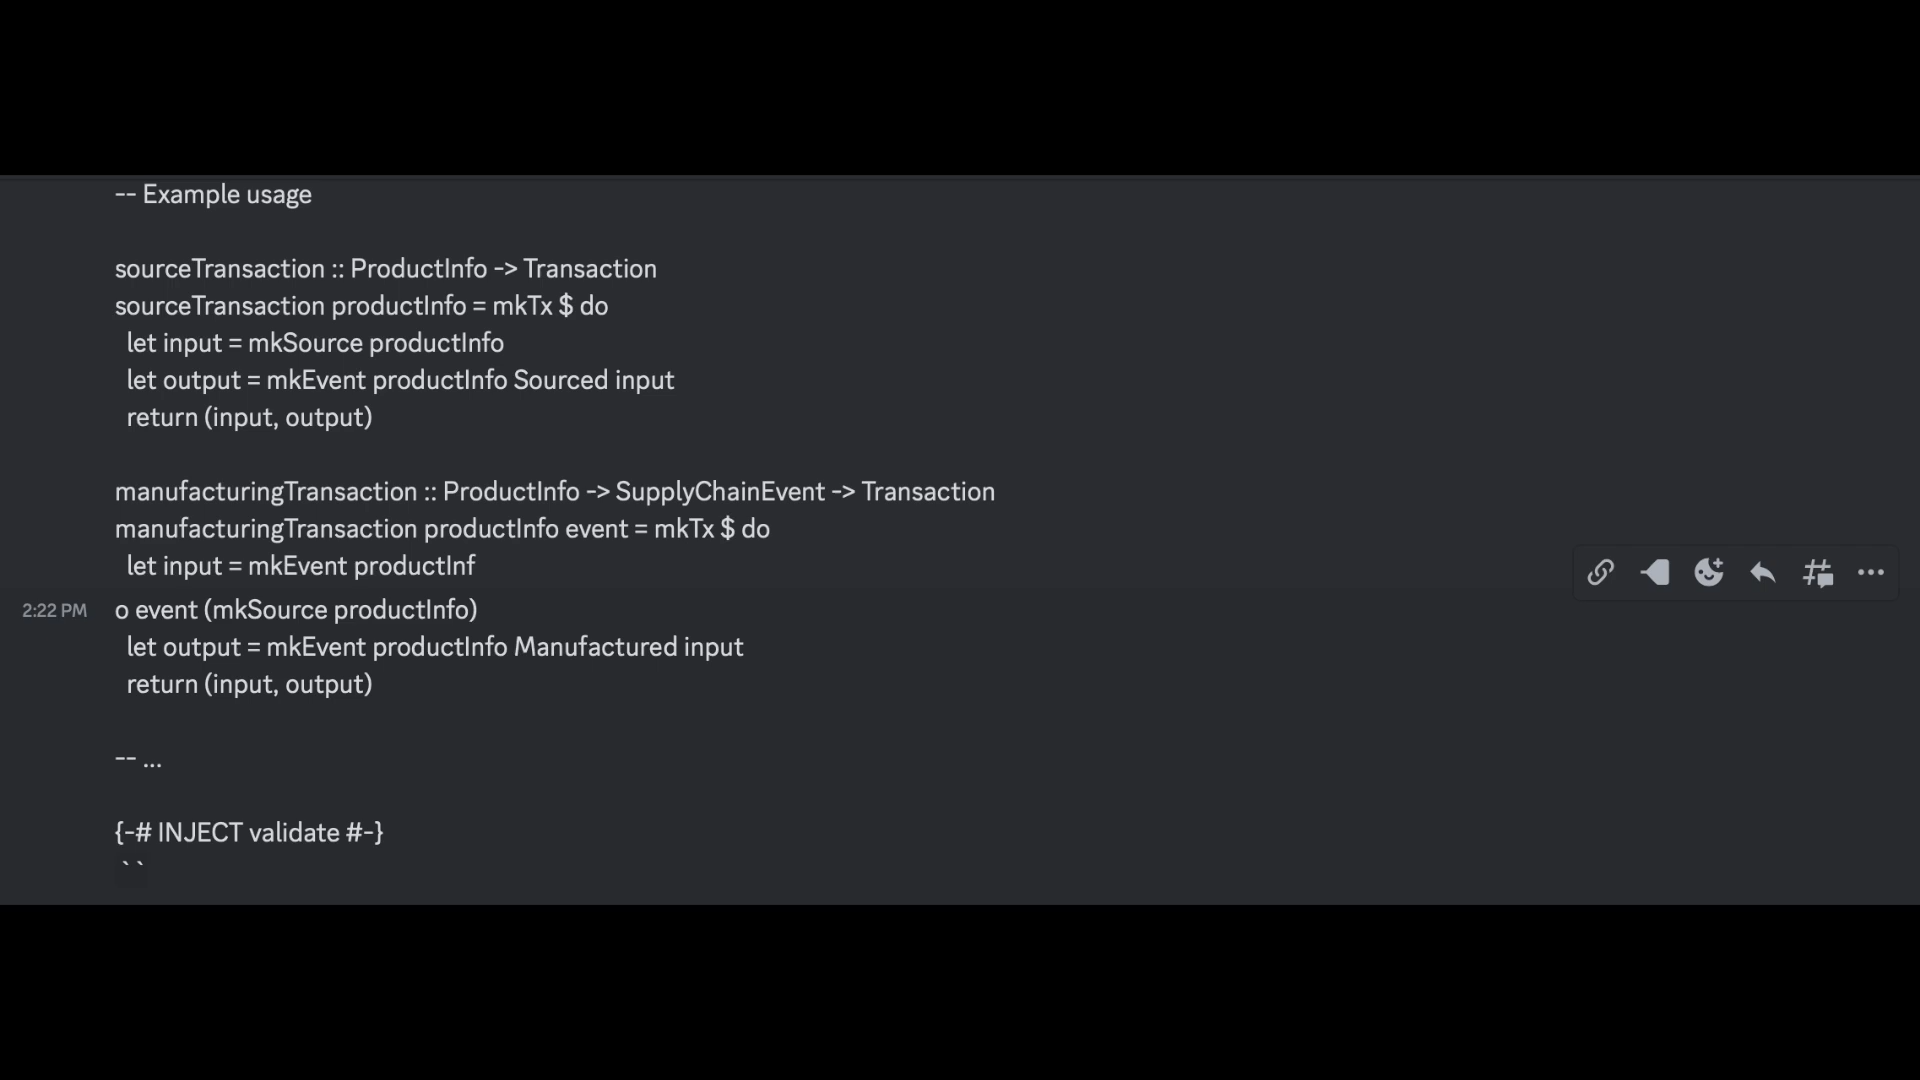 -- Example usage
sourceTransaction :: ProductInfo -> Transaction
sourceTransaction productInfo = mkTx $ do
let input = mkSource productInfo
let output = mkEvent productInfo Sourced input
return (input, output)
manufacturingTransaction :: ProductInfo -> SupplyChainEvent -> Transaction
manufacturingTransaction productInfo event = mkTx $ do
let input = mkEvent productInf
2:22 PM o event (mkSource productInfo)
let output = mkEvent productInfo Manufactured input
return (input, output)
-- ...
{-# INJECT validate #-}
``